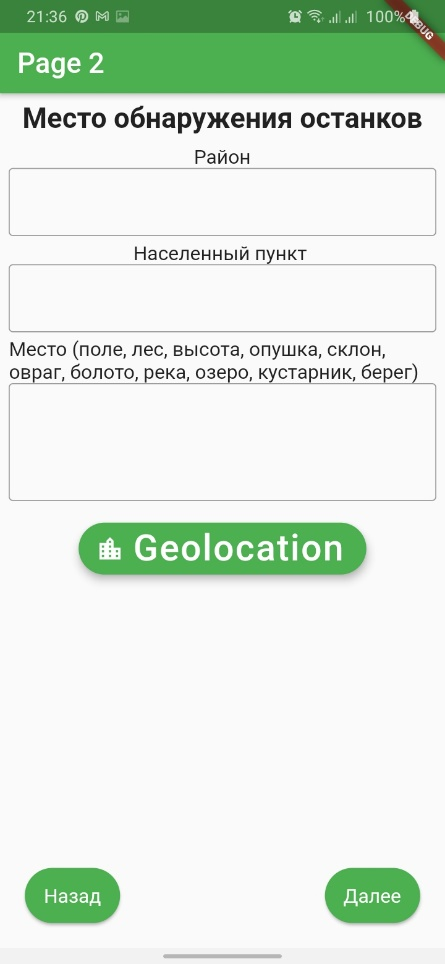 21:36 100%
DEBUG
Page 2
Место обнаружения останков
Район
Населенный пункт
Место (поле, лес, высота, опушка, склон,
овраг, болото, река, озеро, кустарник, берег)
Geolocation
Назад Далее